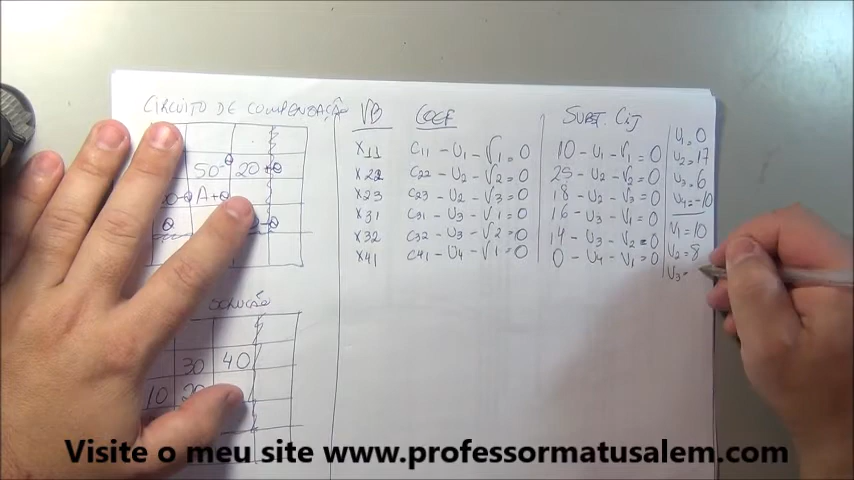 CIRCUITO DE COMPENSAÇÃO
50-θ 20+θ
A+θ
θ
30 40
10
VB COEF SUBST. Cij
X11 C11 - U1 - V1 = 0 10 - U1 - V1 = 0
X22 C22 - U2 - V2 = 0 25 - U2 - V2 = 0
X23 C23 - U2 - V3 = 0 18 - U2 - V3 = 0
X31 C31 - U3 - V1 = 0 16 - U3 - V1 = 0
X32 C32 - U3 - V2 = 0 14 - U3 - V2 = 0
X41 C41 - U4 - V1 = 0 0 - U4 - V1 = 0
U1 = 0
U2 = 17
U3 = 6
U4 = -10
V1 = 10
V2 = 8
V3 =
Visite o meu site www.professormatusalem.com